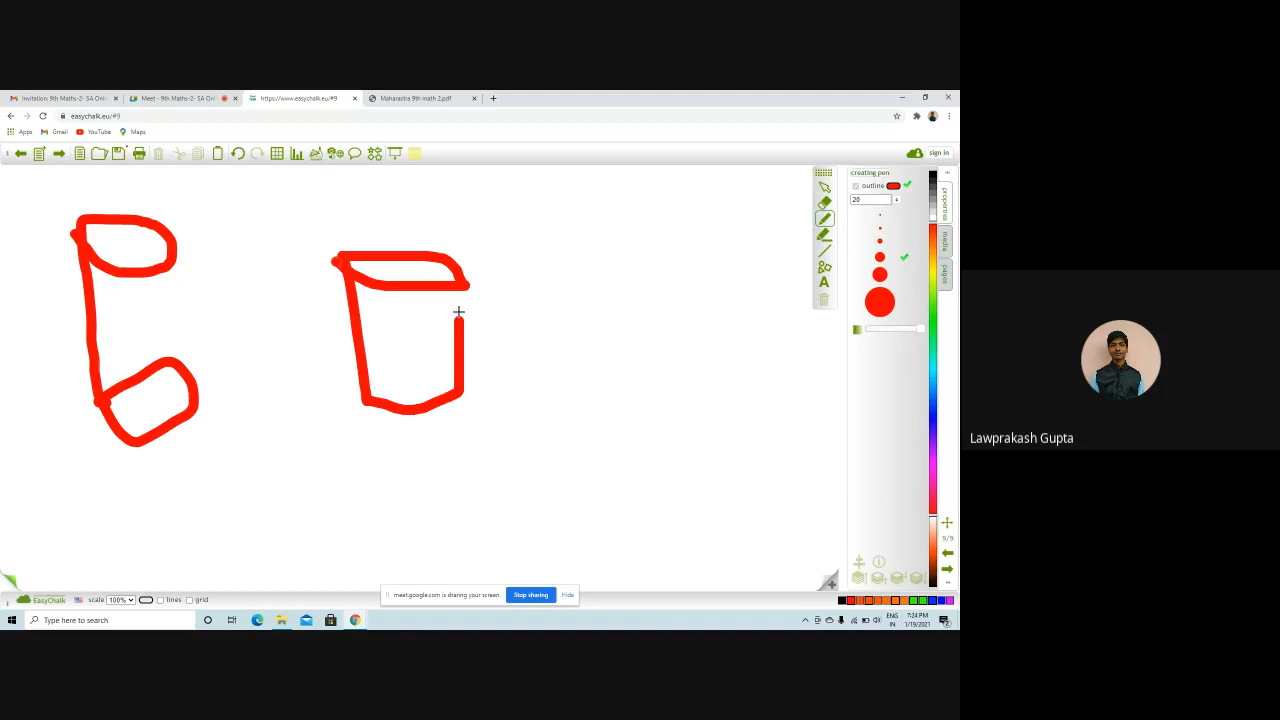 Invitation: 9th Maths-2- SA Onli
Meet - 9th Maths-2- SA Onli
https://www.easychalk.eu/#9
Maharastra 9th math 2.pdf
easychalk.eu/#9
Apps Gmail YouTube Maps
sign in
creating pen
outline
20
properties
media
pages
A
Lawprakash Gupta
9/9
meet.google.com is sharing your screen. Stop sharing Hide
EasyChalk scale 100% lines grid
Type here to search
ENG
IN
7:24 PM
1/19/2021
2